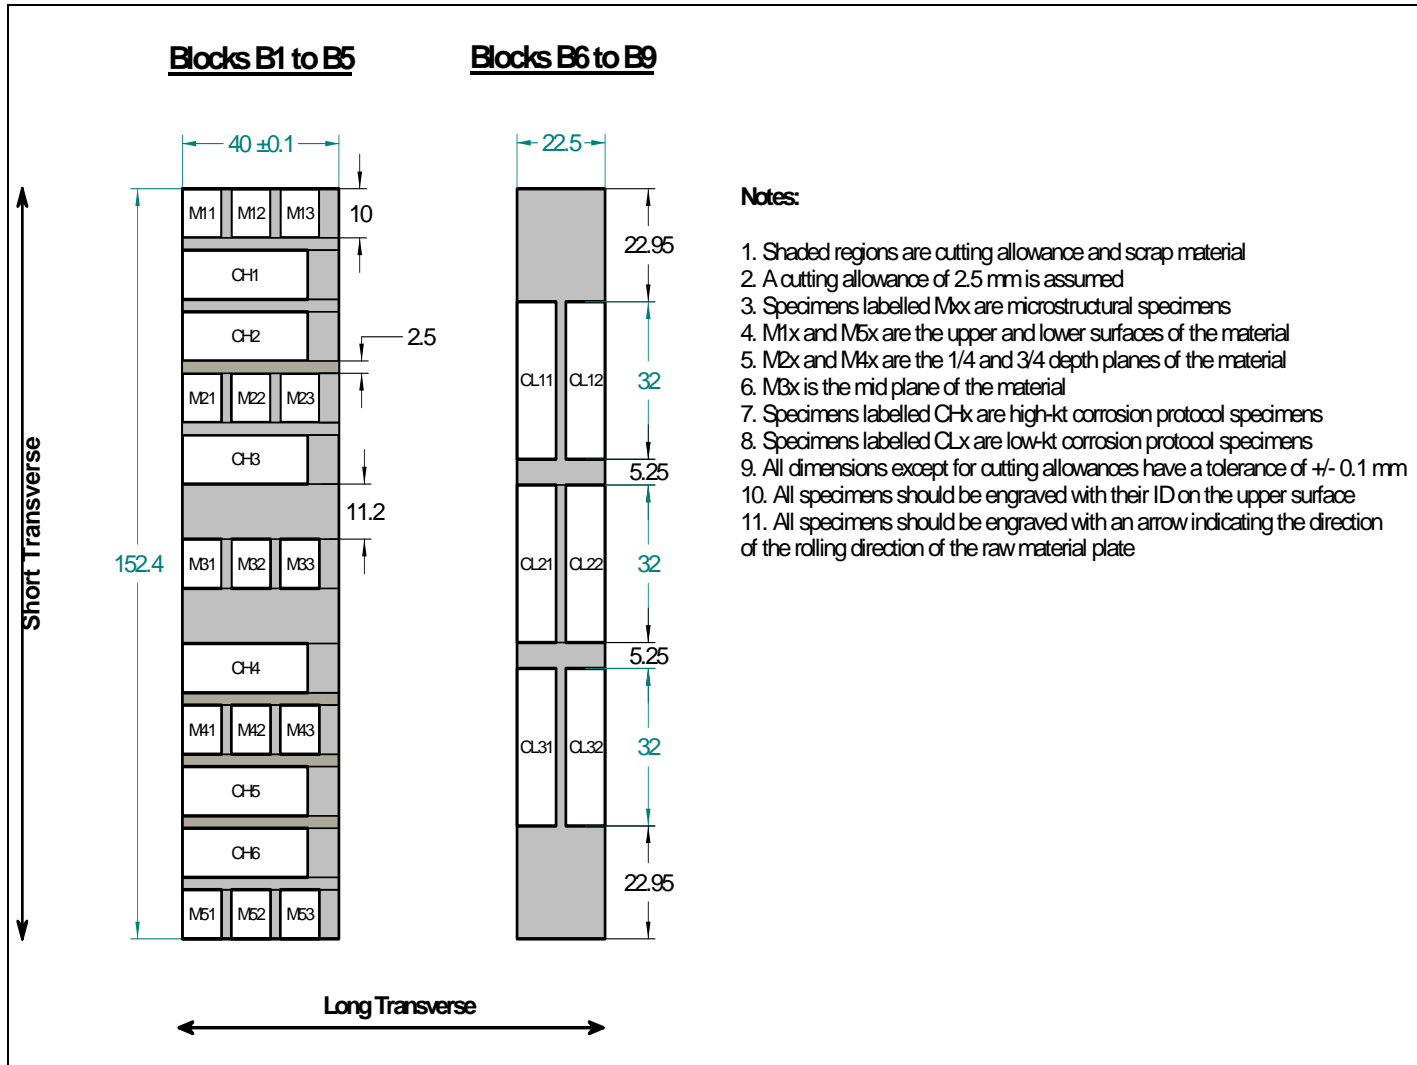 Blocks B1 to B5
Blocks B6 to B9
40 ±0.1
22.5
M11 M12 M13
10
CH1
CH2
2.5
M21 M22 M23
CH3
11.2
152.4
M31 M32 M33
CH4
M41 M42 M43
CH5
CH6
M51 M52 M53
22.95
CL11 CL12
32
5.25
CL21 CL22
32
5.25
CL31 CL32
32
22.95
Short Transverse
Long Transverse
Notes:
1. Shaded regions are cutting allowance and scrap material
2. A cutting allowance of 2.5 mm is assumed
3. Specimens labelled Mxx are microstructural specimens
4. M1x and M5x are the upper and lower surfaces of the material
5. M2x and M4x are the 1/4 and 3/4 depth planes of the material
6. M3x is the mid plane of the material
7. Specimens labelled CHx are high-kt corrosion protocol specimens
8. Specimens labelled CLx are low-kt corrosion protocol specimens
9. All dimensions except for cutting allowances have a tolerance of +/- 0.1 mm
10. All specimens should be engraved with their ID on the upper surface
11. All specimens should be engraved with an arrow indicating the direction
of the rolling direction of the raw material plate